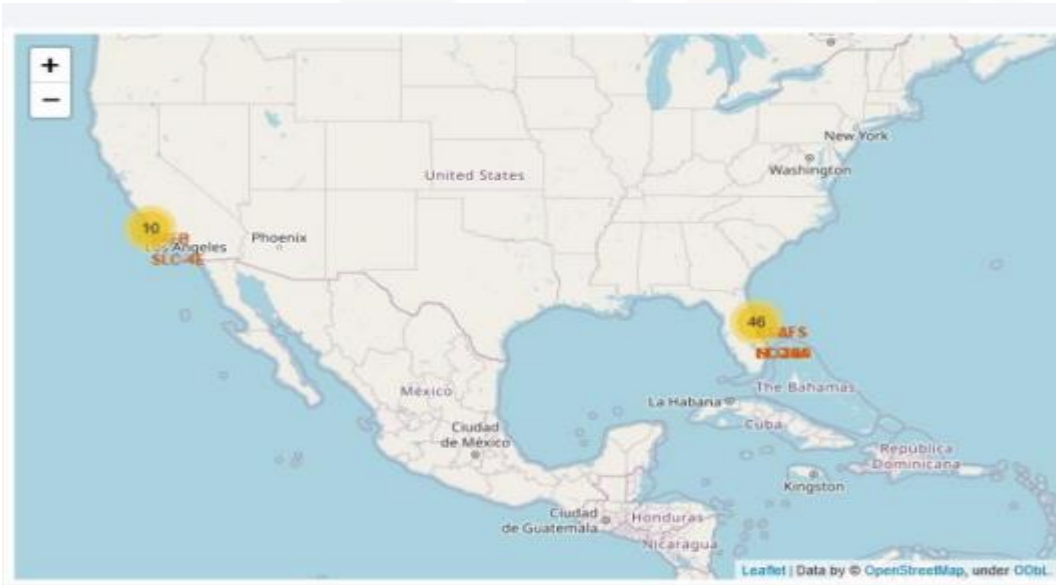 +
−
New York
Washington
United States
10
Los Angeles
Phoenix
SLC-4E
46
México
The Bahamas
La Habana
Cuba
Ciudad
de México
República
Dominicana
Kingston
Ciudad
de Guatemala
Honduras
Nicaragua
Leaflet | Data by © OpenStreetMap, under ODbL.